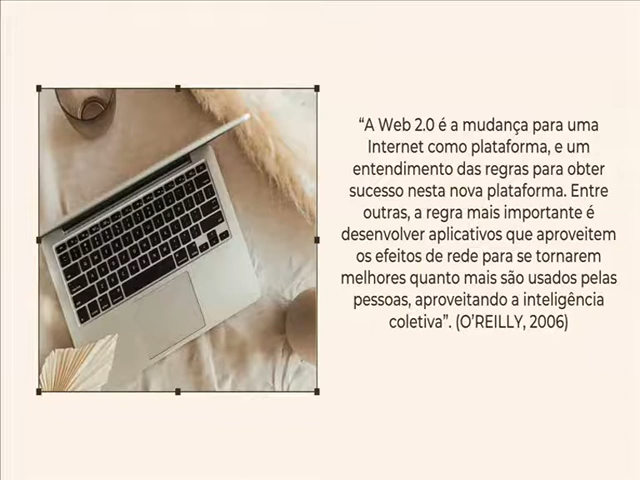 “A Web 2.0 é a mudança para uma
Internet como plataforma, e um
entendimento das regras para obter
sucesso nesta nova plataforma. Entre
outras, a regra mais importante é
desenvolver aplicativos que aproveitem
os efeitos de rede para se tornarem
melhores quanto mais são usados pelas
pessoas, aproveitando a inteligência
coletiva”. (O’REILLY, 2006)